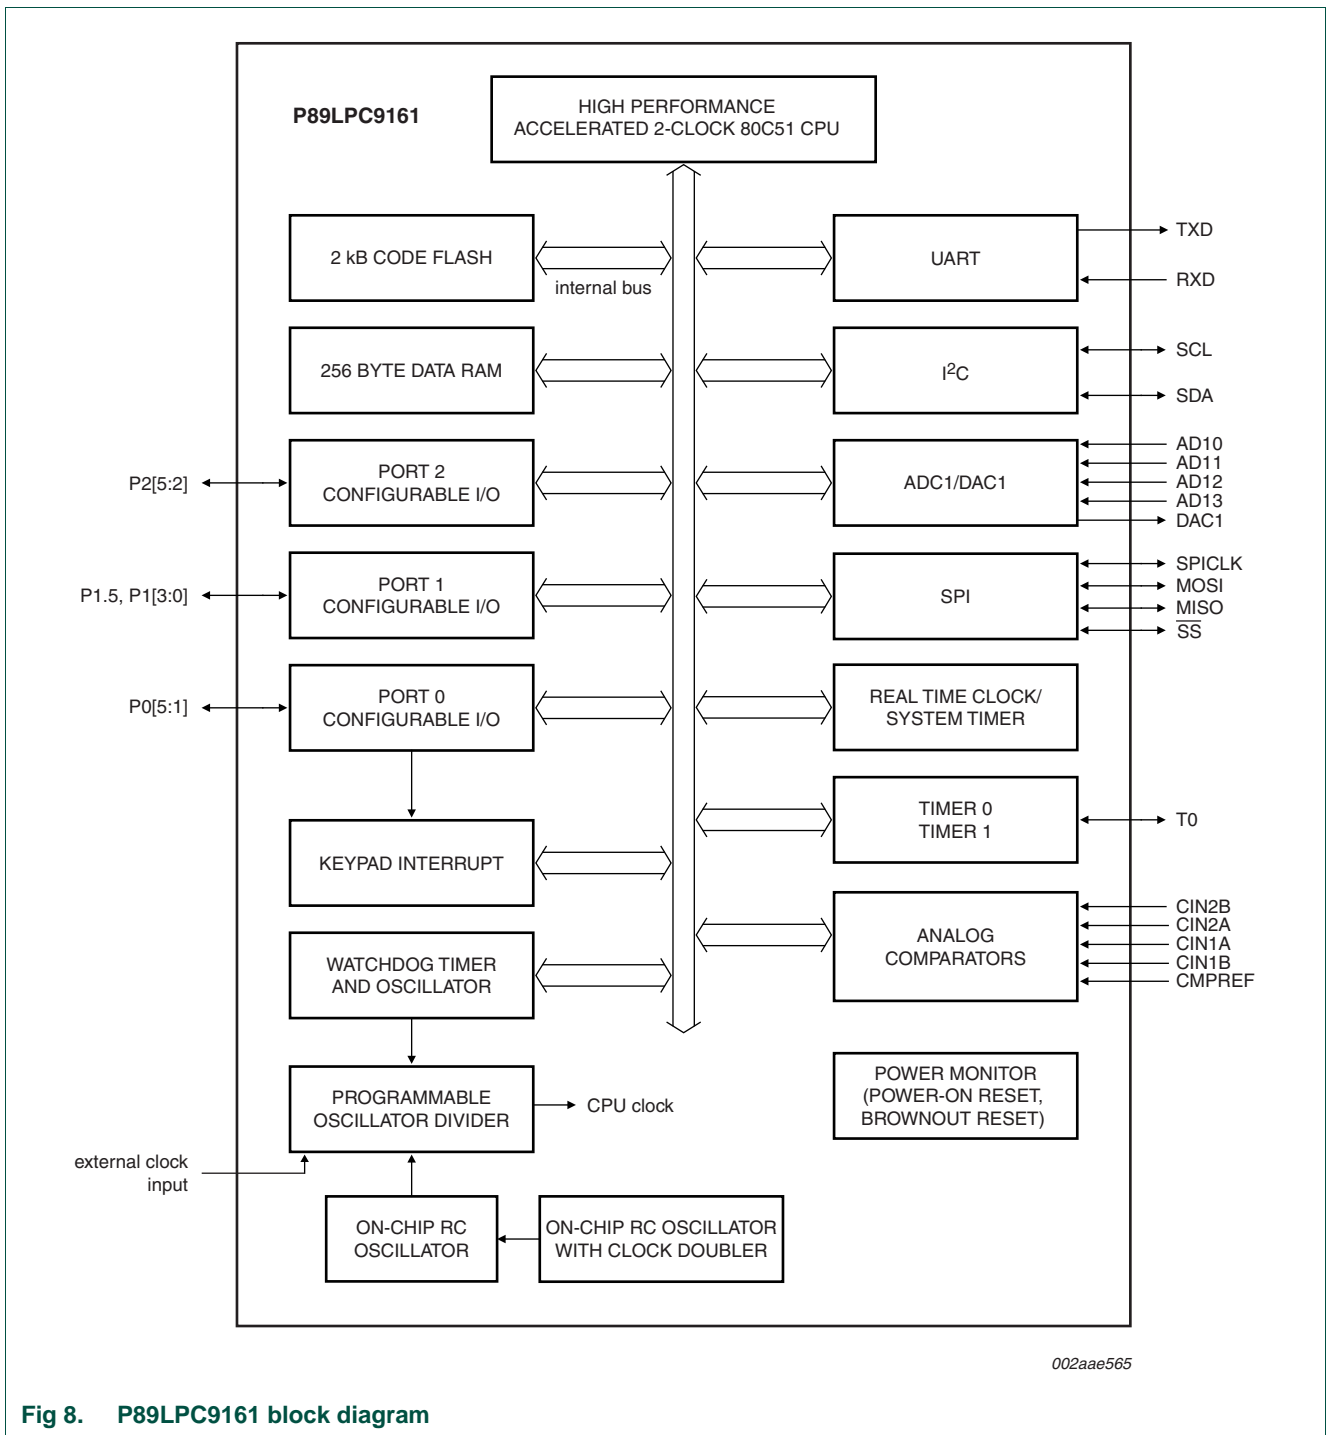 P89LPC9161
HIGH PERFORMANCE
ACCELERATED 2-CLOCK 80C51 CPU
2 kB CODE FLASH
internal bus
UART
TXD
RXD
256 BYTE DATA RAM
I²C
SCL
SDA
P2[5:2]
PORT 2
CONFIGURABLE I/O
ADC1/DAC1
AD10
AD11
AD12
AD13
DAC1
P1.5, P1[3:0]
PORT 1
CONFIGURABLE I/O
SPI
SPICLK
MOSI
MISO
S̅S̅
P0[5:1]
PORT 0
CONFIGURABLE I/O
REAL TIME CLOCK/
SYSTEM TIMER
TIMER 0
TIMER 1
T0
KEYPAD INTERRUPT
ANALOG
COMPARATORS
CIN2B
CIN2A
CIN1A
CIN1B
CMPREF
WATCHDOG TIMER
AND OSCILLATOR
PROGRAMMABLE
OSCILLATOR DIVIDER
CPU clock
POWER MONITOR
(POWER-ON RESET,
BROWNOUT RESET)
external clock
input
ON-CHIP RC
OSCILLATOR
ON-CHIP RC OSCILLATOR
WITH CLOCK DOUBLER
002aae565
Fig 8. P89LPC9161 block diagram